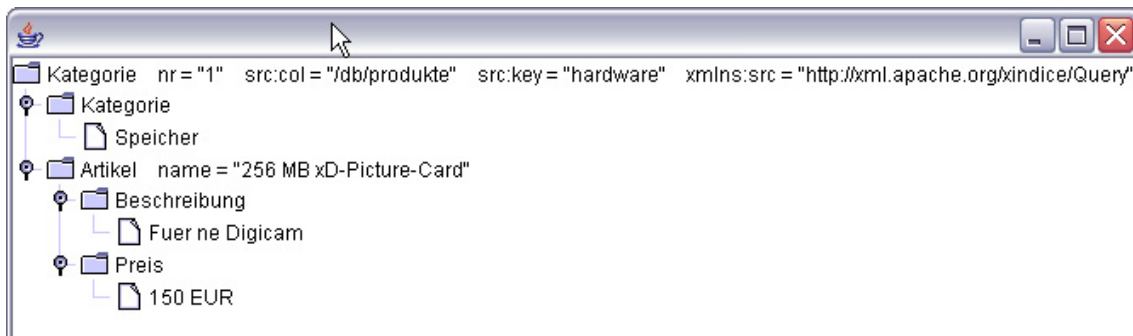 Kategorie nr = "1" src:col = "/db/produkte" src:key = "hardware" xmlns:src = "http://xml.apache.org/xindice/Query"
Kategorie
Speicher
Artikel name = "256 MB xD-Picture-Card"
Beschreibung
Fuer ne Digicam
Preis
150 EUR